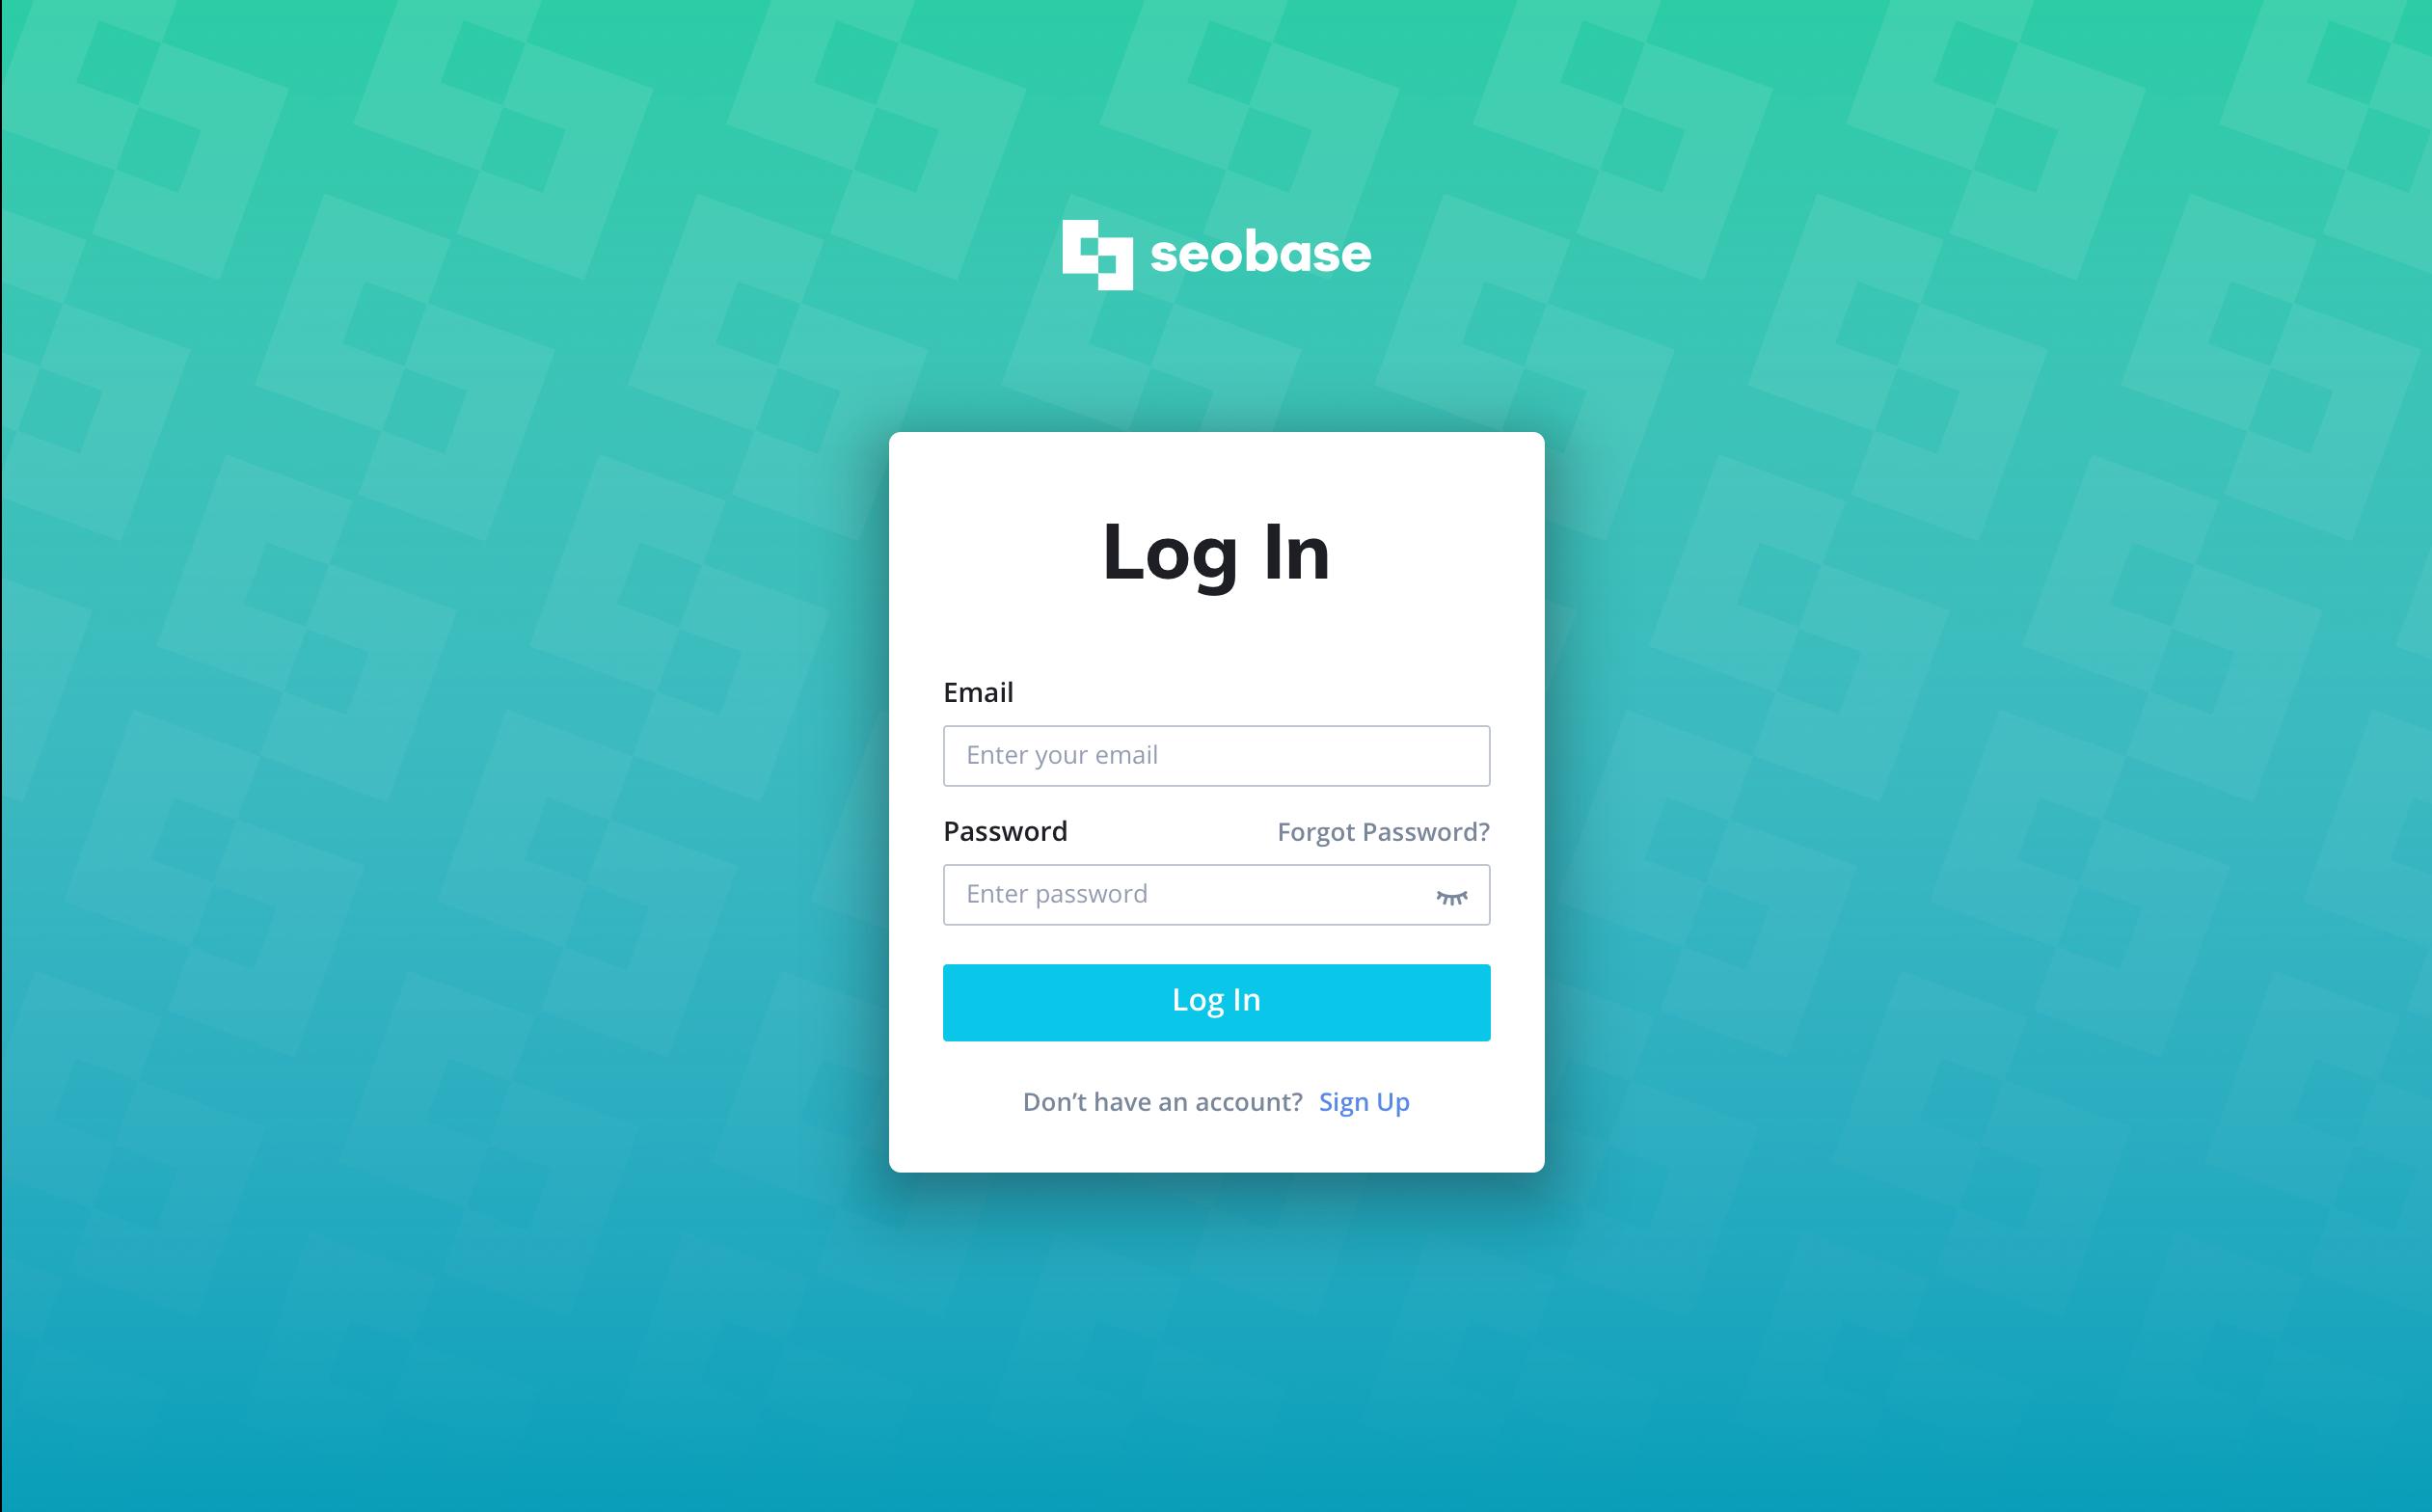 seobase
Log In
Email
Enter your email
Password Forgot Password?
Enter password
Log In
Don’t have an account? Sign Up